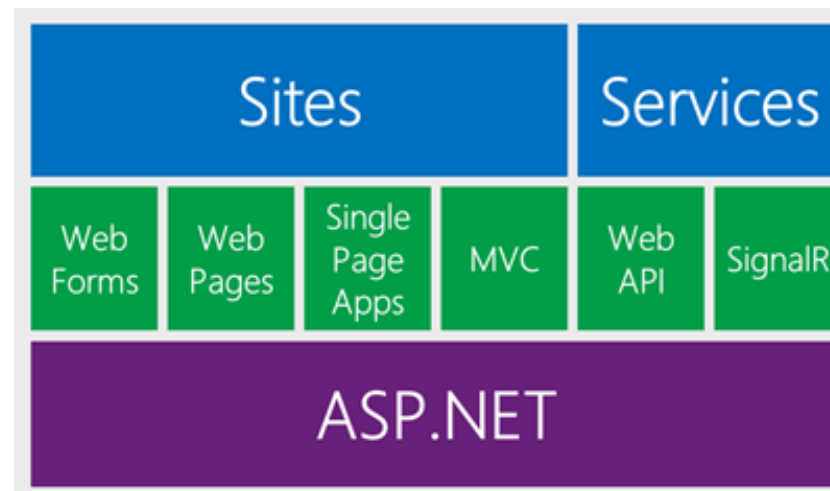 Sites
Services
Web
Forms
Web
Pages
Single
Page
Apps
MVC
Web
API
SignalR
ASP.NET